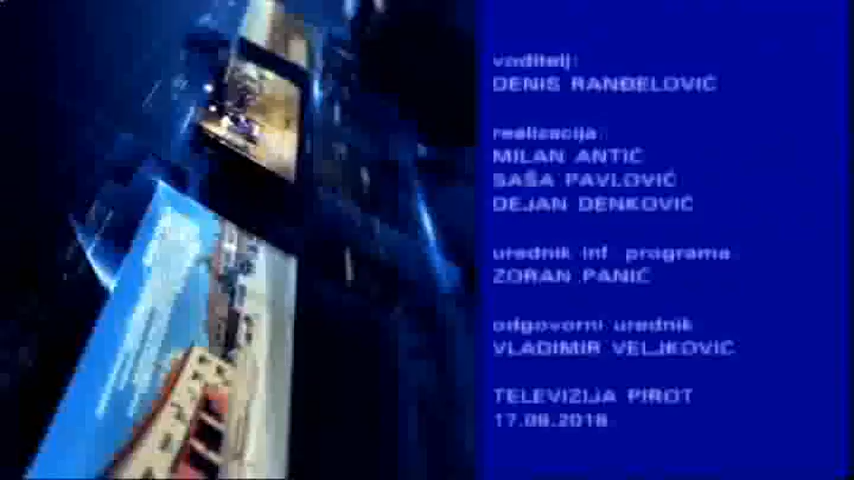 voditelj:
DENIS RANĐELOVIĆ
realizacija:
MILAN ANTIĆ
SAŠA PAVLOVIĆ
DEJAN DENKOVIĆ
urednik inf. programa
ZORAN PANIĆ
odgovorni urednik
VLADIMIR VELJKOVIĆ
TELEVIZIJA PIROT